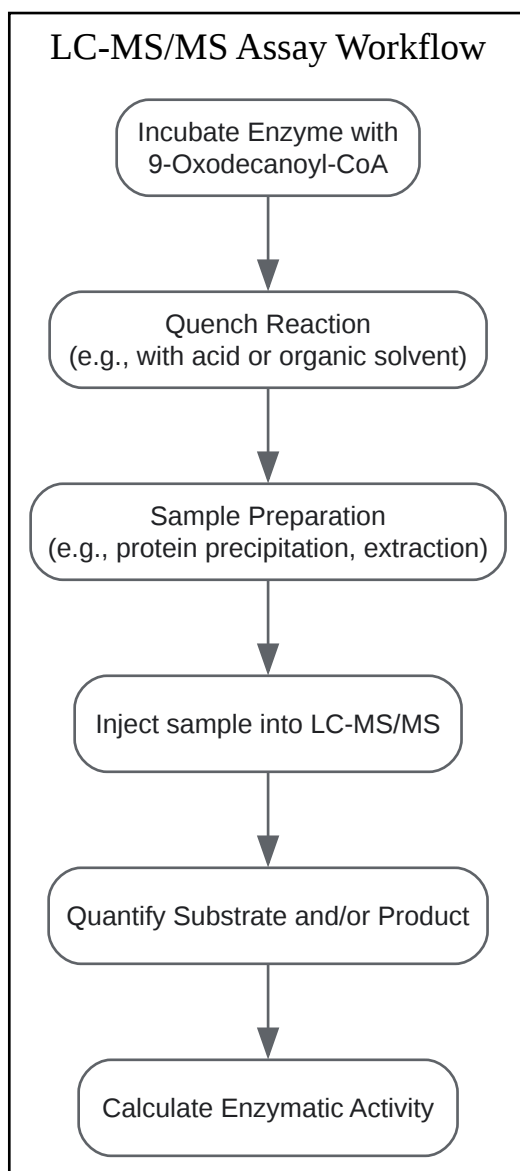 LC-MS/MS Assay Workflow
Incubate Enzyme with
9-Oxodecanoyl-CoA
Quench Reaction
(e.g., with acid or organic solvent)
Sample Preparation
(e.g., protein precipitation, extraction)
Inject sample into LC-MS/MS
Quantify Substrate and/or Product
Calculate Enzymatic Activity